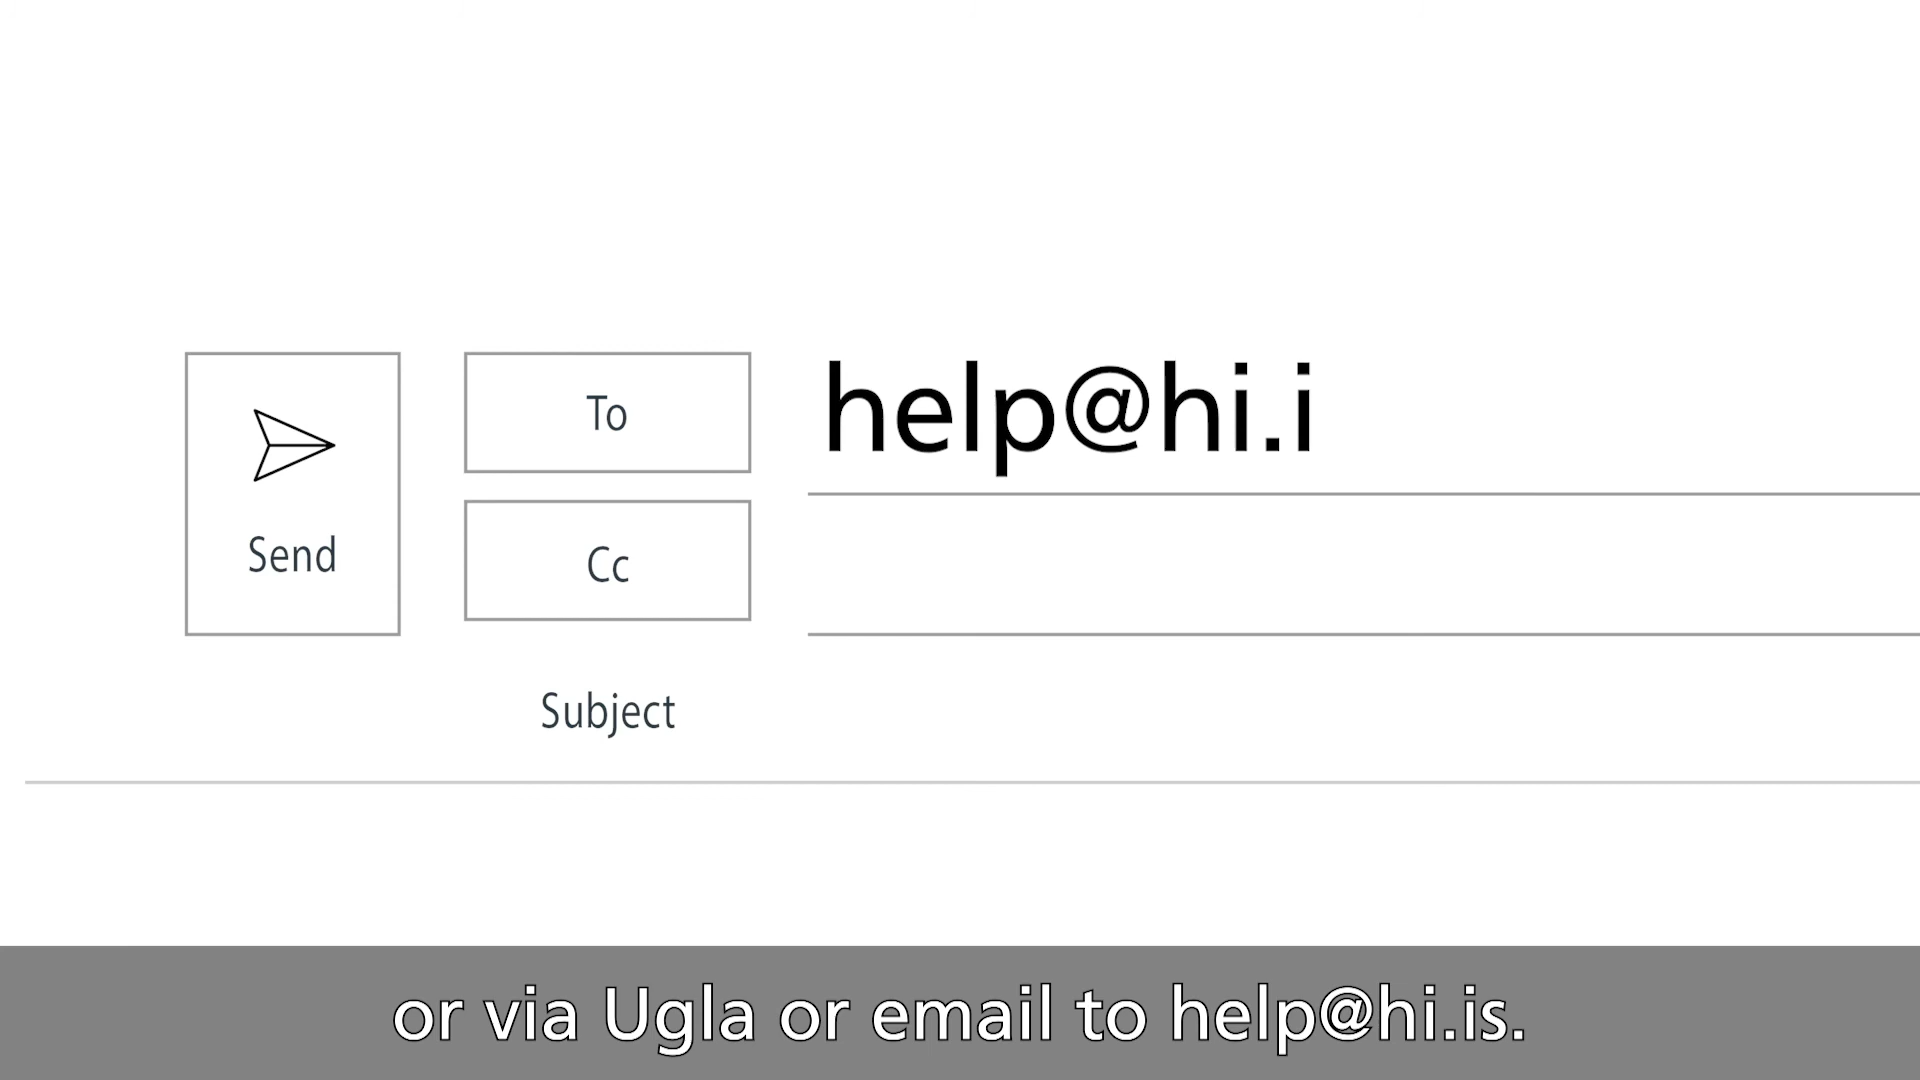 To
help@hi.i
Send
Cc
Subject
or via Ugla or email to help@hi.is.